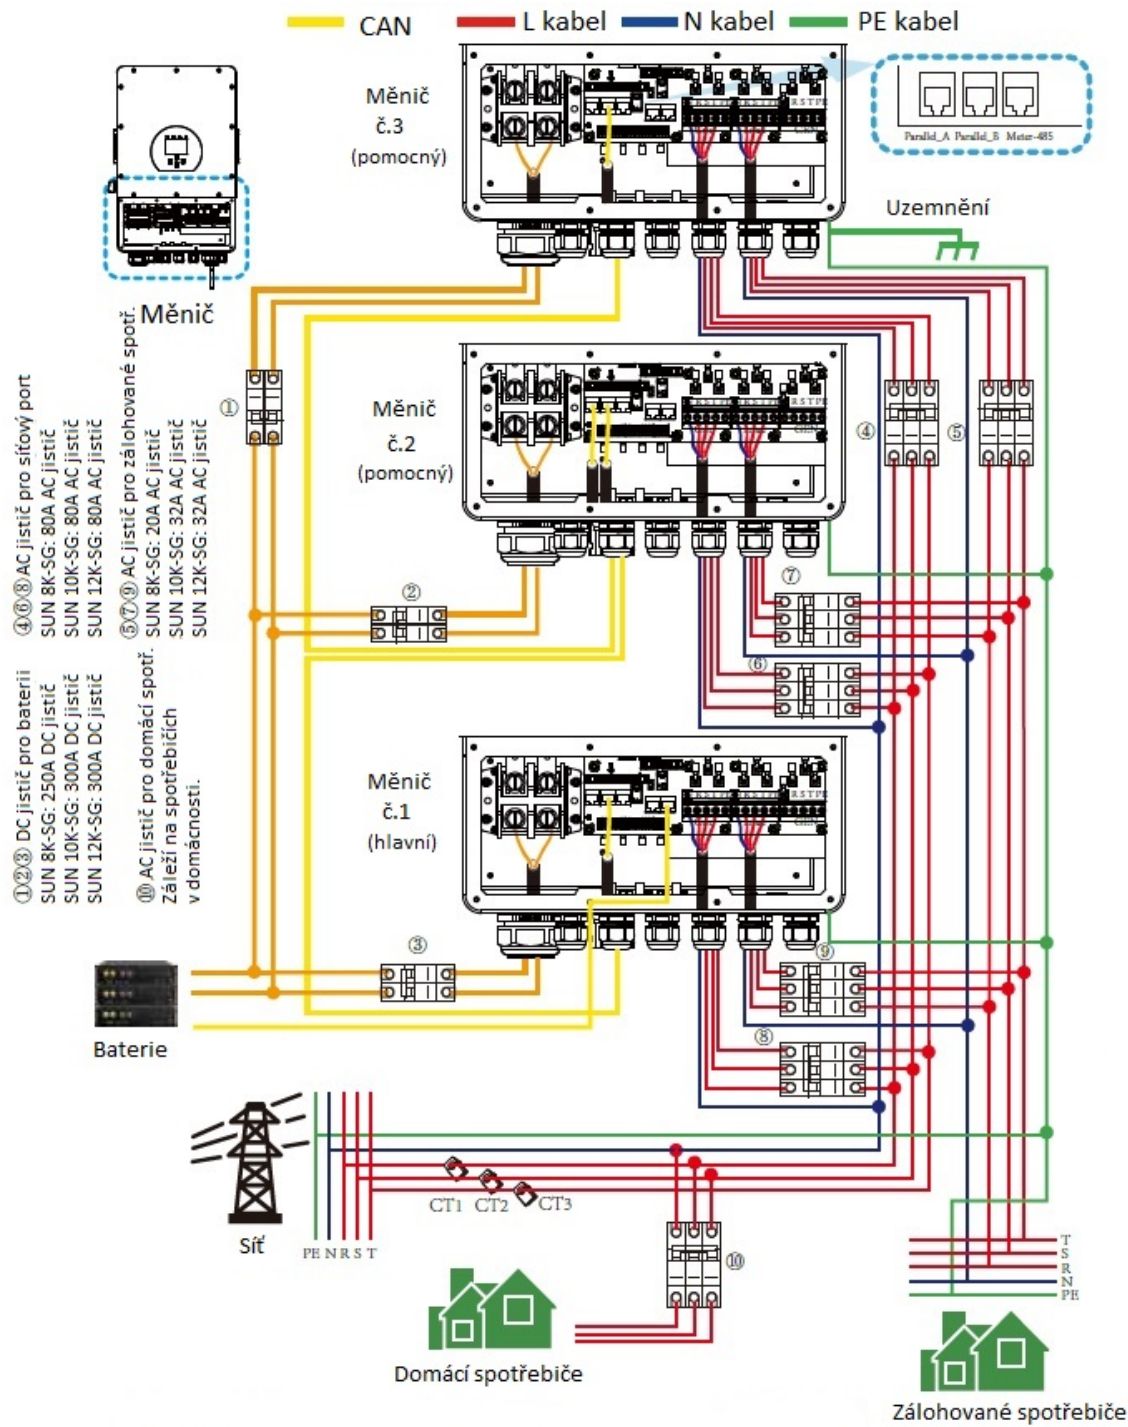 CAN
L kabel
N kabel
PE kabel
Měnič
č.3
(pomocný)
Parallel_A Parallel_B Meter-485
Uzemnění
Měnič
①
②
③
④
⑤
⑥
⑦
⑧
⑨
⑩
④⑥⑧ AC jistič pro síťový port
SUN 8K-SG: 80A AC jistič
SUN 10K-SG: 80A AC jistič
SUN 12K-SG: 80A AC jistič
⑤⑦⑨ AC jistič pro zálohované spotř.
SUN 8K-SG: 20A AC jistič
SUN 10K-SG: 32A AC jistič
SUN 12K-SG: 32A AC jistič
①②③ DC jistič pro baterii
SUN 8K-SG: 250A DC jistič
SUN 10K-SG: 300A DC jistič
SUN 12K-SG: 300A DC jistič
⑩ AC jistič pro domácí spotř.
Záleží na spotřebičích
v domácnosti.
Měnič
č.2
(pomocný)
Měnič
č.1
(hlavní)
Baterie
CT1 CT2 CT3
Síť
PE N R S T
T
S
R
N
PE
Domácí spotřebiče
Zálohované spotřebiče